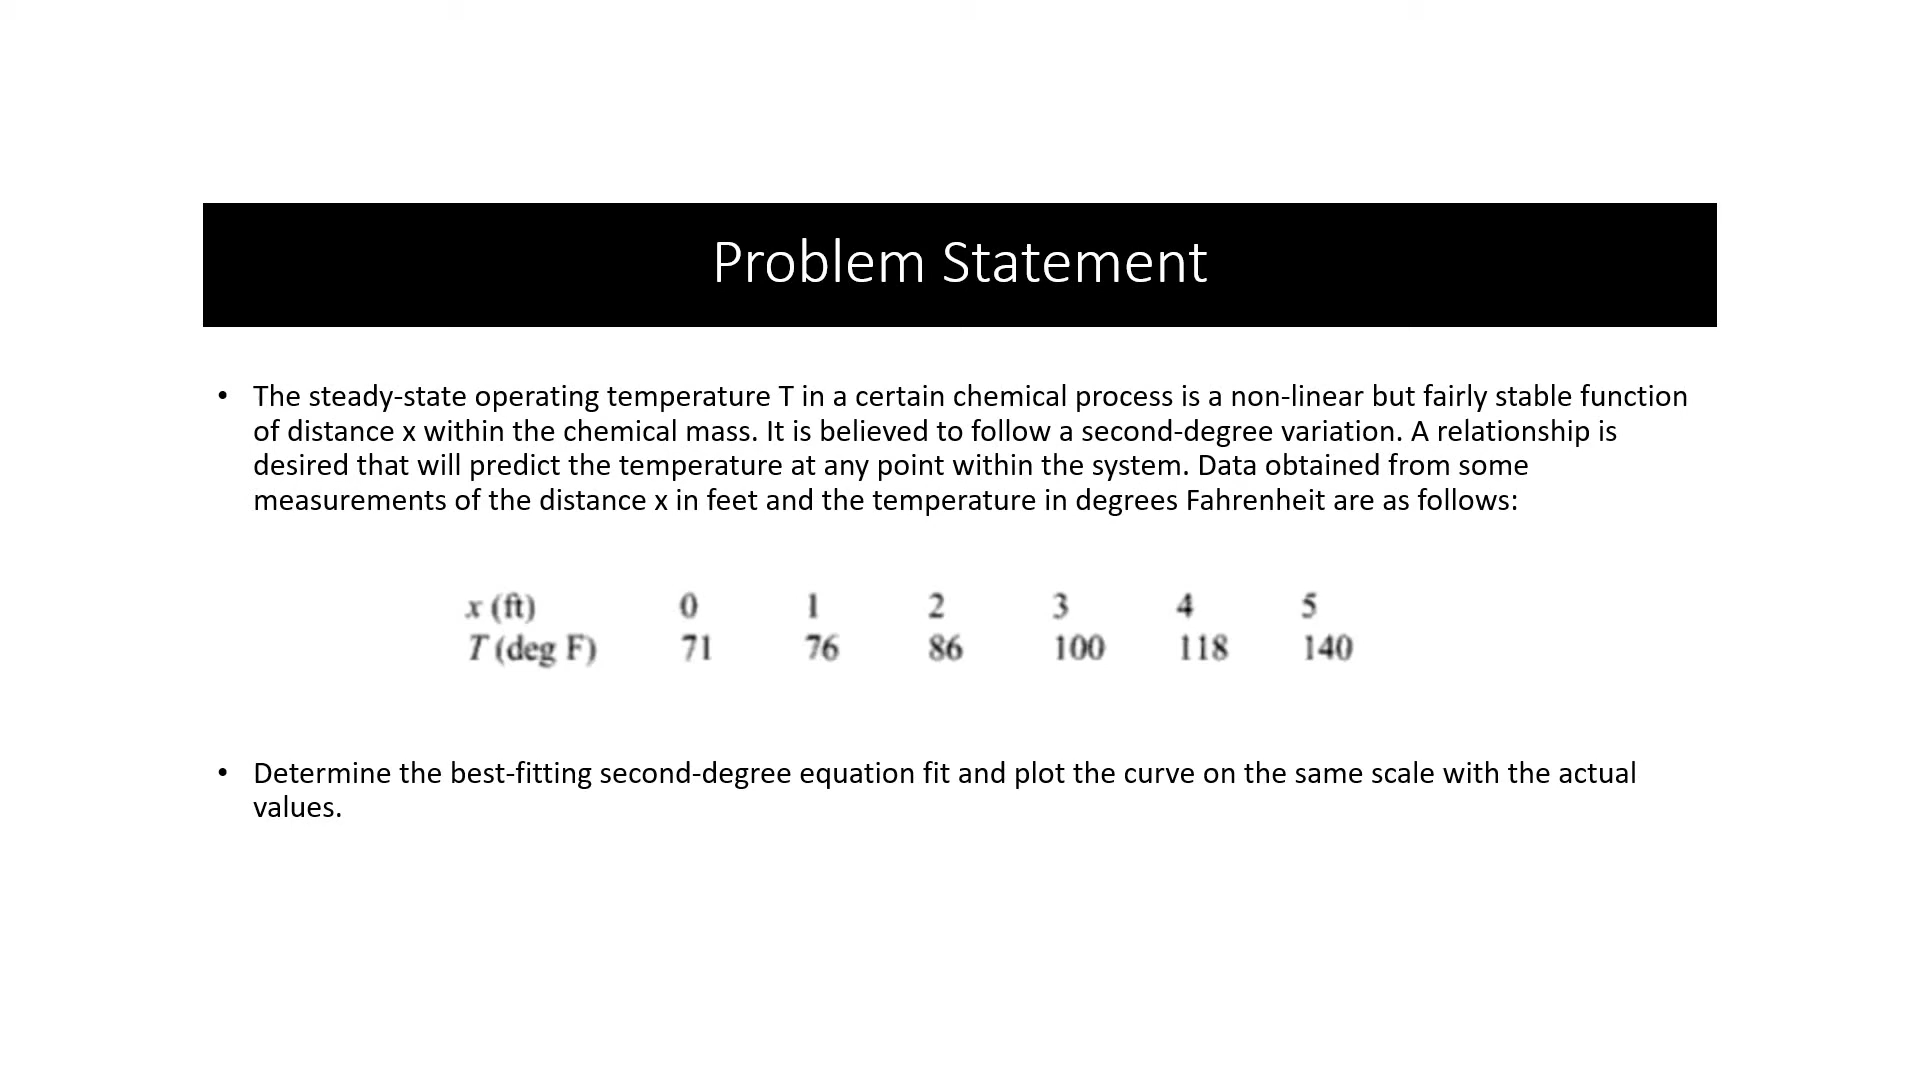 Problem Statement
• The steady-state operating temperature T in a certain chemical process is a non-linear but fairly stable function
of distance x within the chemical mass. It is believed to follow a second-degree variation. A relationship is
desired that will predict the temperature at any point within the system. Data obtained from some
measurements of the distance x in feet and the temperature in degrees Fahrenheit are as follows:
x (ft) 0 1 2 3 4 5
T (deg F) 71 76 86 100 118 140
• Determine the best-fitting second-degree equation fit and plot the curve on the same scale with the actual
values.